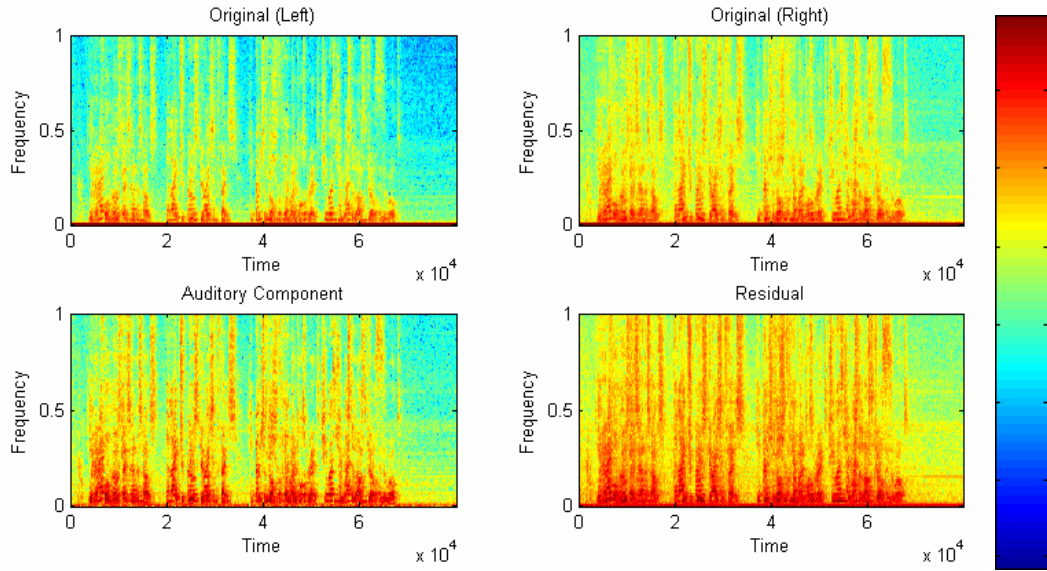 Original (Left)
1
0.5
0
Frequency
0
2
4
6
Time
x 10^4
Original (Right)
1
0.5
0
Frequency
0
2
4
6
Time
x 10^4
Auditory Component
1
0.5
0
Frequency
0
2
4
6
Time
x 10^4
Residual
1
0.5
0
Frequency
0
2
4
6
Time
x 10^4